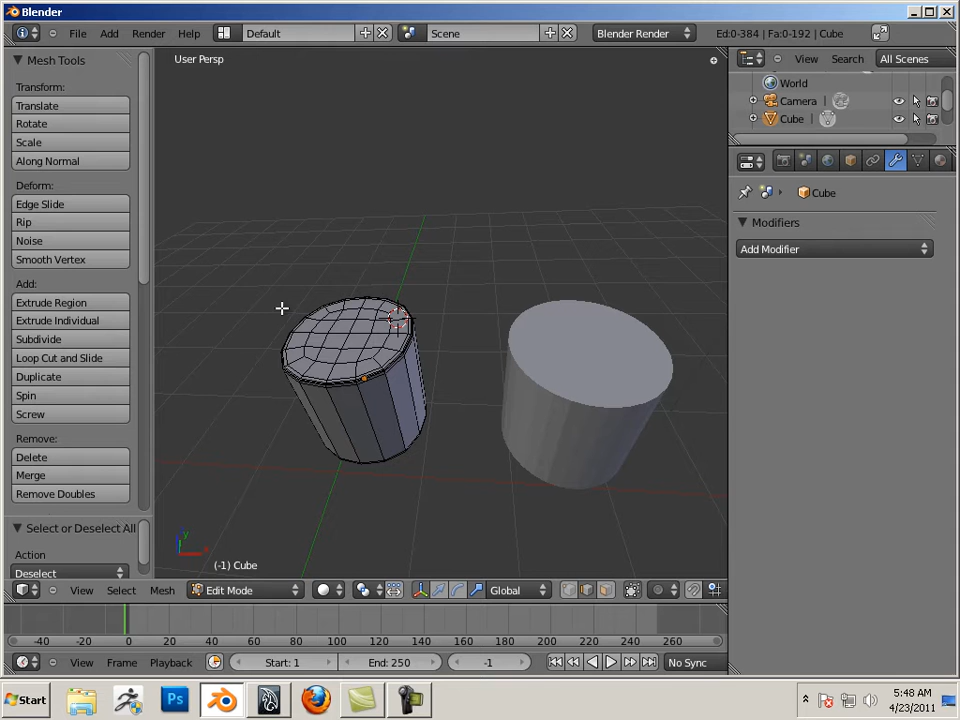 Blender
File Add Render Help Default Scene Blender Render Ed:0-384 | Fa:0-192 | Cube
Mesh Tools
Transform:
Translate
Rotate
Scale
Along Normal
Deform:
Edge Slide
Rip
Noise
Smooth Vertex
Add:
Extrude Region
Extrude Individual
Subdivide
Loop Cut and Slide
Duplicate
Spin
Screw
Remove:
Delete
Merge
Remove Doubles
Select or Deselect All
Action
Deselect
User Persp
y
x
(-1) Cube
View Select Mesh Edit Mode Global
View Search All Scenes
World
Camera
Cube
Cube
Modifiers
Add Modifier
-40 -20 0 20 40 60 80 100 120 140 160 180 200 220 240 260
View Frame Playback Start: 1 End: 250 -1 No Sync
Start Ps 5:48 AM
4/23/2011